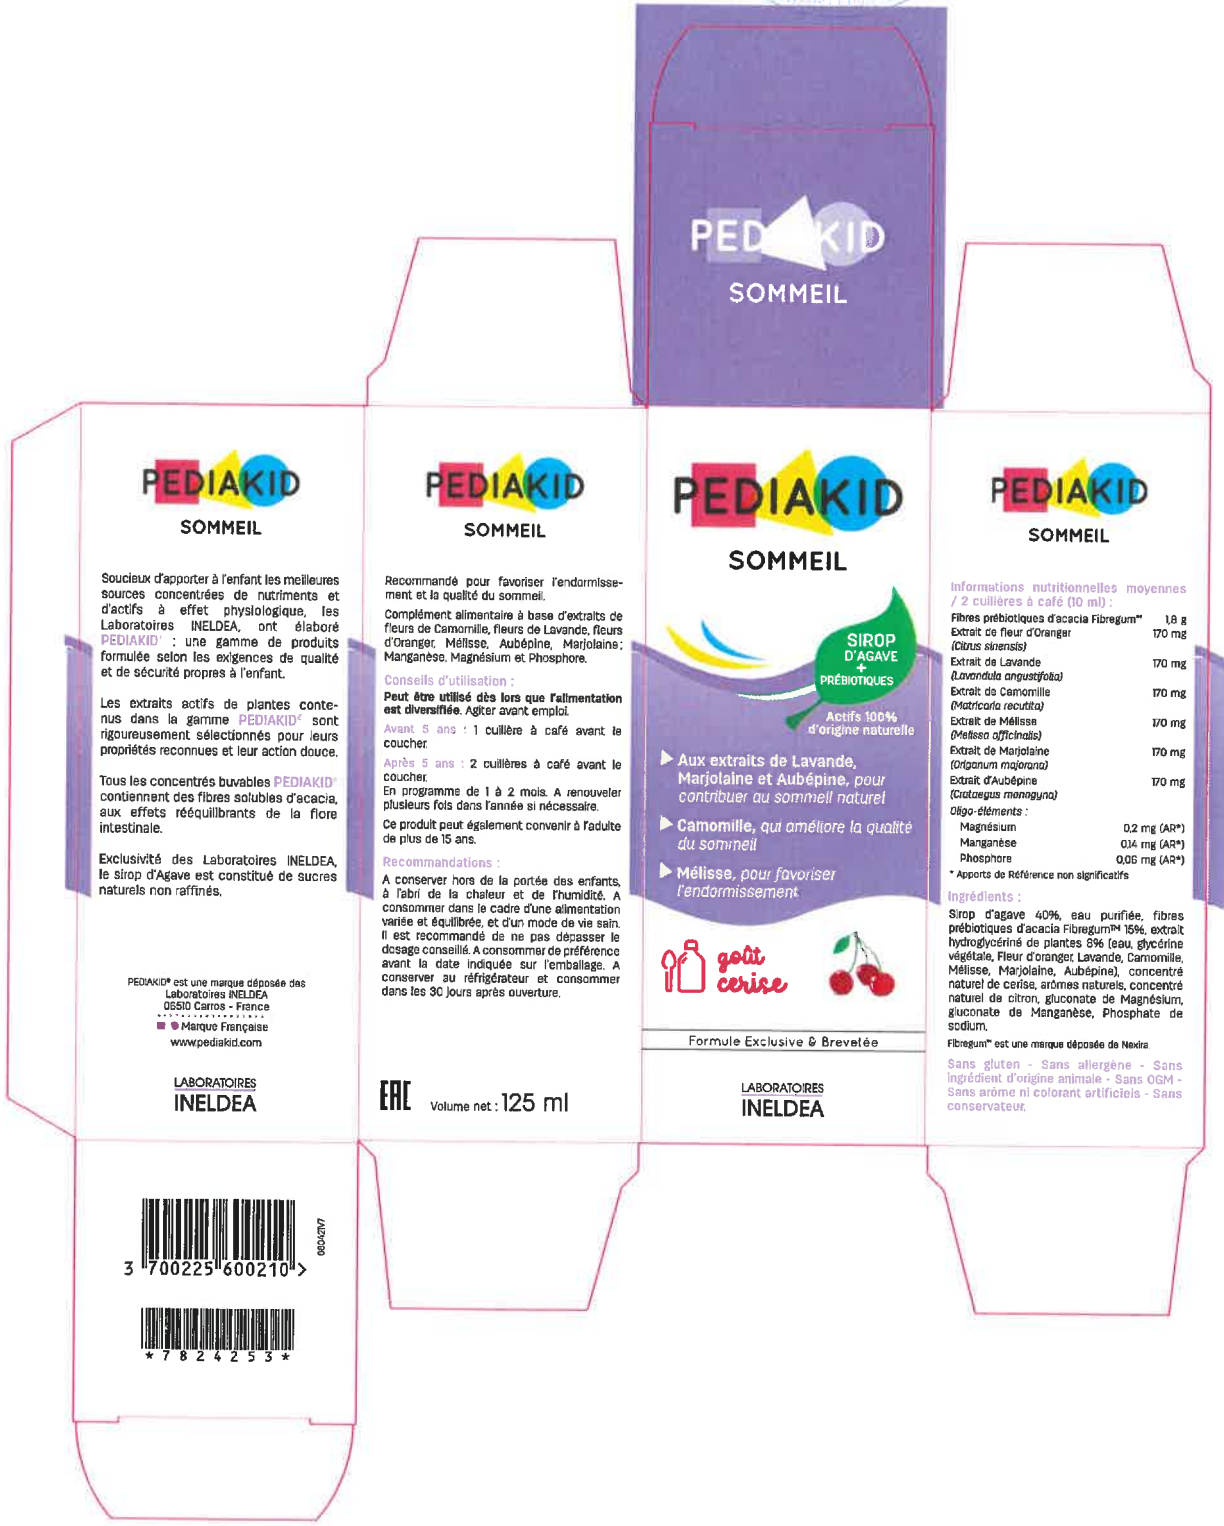 PEDIAKID
SOMMEIL
PEDIAKID
SOMMEIL
Soucieux d'apporter à l'enfant les meilleures
sources concentrées de nutriments et
d'actifs à effet physiologique, les
Laboratoires INELDEA, ont élaboré
PEDIAKID® : une gamme de produits
formulée selon les exigences de qualité
et de sécurité propres à l'enfant.
Les extraits actifs de plantes conte-
nus dans la gamme PEDIAKID® sont
rigoureusement sélectionnés pour leurs
propriétés reconnues et leur action douce.
Tous les concentrés buvables PEDIAKID®
contiennent des fibres solubles d'acacia,
aux effets rééquilibrants de la flore
intestinale.
Exclusivité des Laboratoires INELDEA,
le sirop d'Agave est constitué de sucres
naturels non raffinés.
PEDIAKID® est une marque déposée des
Laboratoires INELDEA
06510 Carros - France
Marque Française
www.pediakid.com
LABORATOIRES
INELDEA
PEDIAKID
SOMMEIL
Recommandé pour favoriser l'endormisse-
ment et la qualité du sommeil.
Complément alimentaire à base d'extraits de
fleurs de Camomille, fleurs de Lavande, fleurs
d'Oranger, Mélisse, Aubépine, Marjolaine;
Manganèse, Magnésium et Phosphore.
Conseils d'utilisation :
Peut être utilisé dès lors que l'alimentation
est diversifiée. Agiter avant emploi.
Avant 5 ans : 1 cuillère à café avant le
coucher.
Après 5 ans : 2 cuillères à café avant le
coucher.
En programme de 1 à 2 mois. A renouveler
plusieurs fois dans l'année si nécessaire.
Ce produit peut également convenir à l'adulte
de plus de 15 ans.
Recommandations :
A conserver hors de la portée des enfants,
à l'abri de la chaleur et de l'humidité. A
consommer dans le cadre d'une alimentation
variée et équilibrée, et d'un mode de vie sain.
Il est recommandé de ne pas dépasser le
dosage conseillé. A consommer de préférence
avant la date indiquée sur l'emballage. A
conserver au réfrigérateur et consommer
dans les 30 jours après ouverture.
EAC Volume net : 125 ml
PEDIAKID
SOMMEIL
SIROP
D'AGAVE
+
PRÉBIOTIQUES
Actifs 100%
d'origine naturelle
Aux extraits de Lavande,
Marjolaine et Aubépine, pour
contribuer au sommeil naturel
Camomille, qui améliore la qualité
du sommeil
Mélisse, pour favoriser
l'endormissement
goût
cerise
Formule Exclusive & Brevetée
LABORATOIRES
INELDEA
PEDIAKID
SOMMEIL
Informations nutritionnelles moyennes
/ 2 cuillères à café (10 ml) :
Fibres prébiotiques d'acacia Fibregum™ 1,8 g
Extrait de fleur d'Oranger 170 mg
(Citrus sinensis)
Extrait de Lavande 170 mg
(Lavandula angustifolia)
Extrait de Camomille 170 mg
(Matricaria recutita)
Extrait de Mélisse 170 mg
(Melissa officinalis)
Extrait de Marjolaine 170 mg
(Origanum majorana)
Extrait d'Aubépine 170 mg
(Crataegus monogyna)
Oligo-éléments :
Magnésium 0,2 mg (AR*)
Manganèse 0,14 mg (AR*)
Phosphore 0,06 mg (AR*)
* Apports de Référence non significatifs
Ingrédients :
Sirop d'agave 40%, eau purifiée, fibres
prébiotiques d'acacia Fibregum™ 15%, extrait
hydroglycériné de plantes 8% (eau, glycérine
végétale, Fleur d'oranger, Lavande, Camomille,
Mélisse, Marjolaine, Aubépine), concentré
naturel de cerise, arômes naturels, concentré
naturel de citron, gluconate de Magnésium,
gluconate de Manganèse, Phosphate de
sodium.
Fibregum™ est une marque déposée de Nexira.
Sans gluten - Sans allergène - Sans
ingrédient d'origine animale - Sans OGM -
Sans arôme ni colorant artificiels - Sans
conservateur.
3 700225 600210 >
080421V7
*7824253*